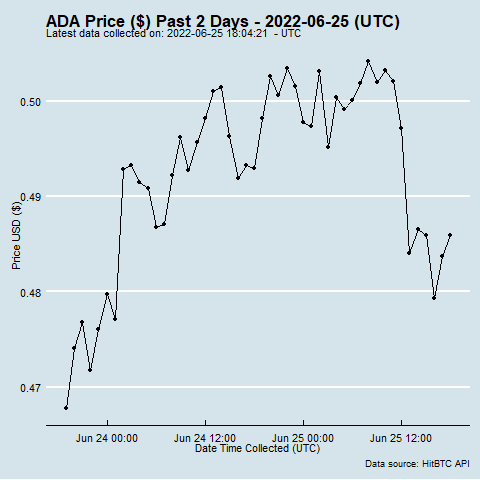 ADA Price ($) Past 2 Days - 2022-06-25 (UTC)
Latest data collected on: 2022-06-25 18:04:21 - UTC
0.50
0.49
0.48
0.47
Price USD ($)
Jun 24 00:00 Jun 24 12:00 Jun 25 00:00 Jun 25 12:00
Date Time Collected (UTC)
Data source: HitBTC API